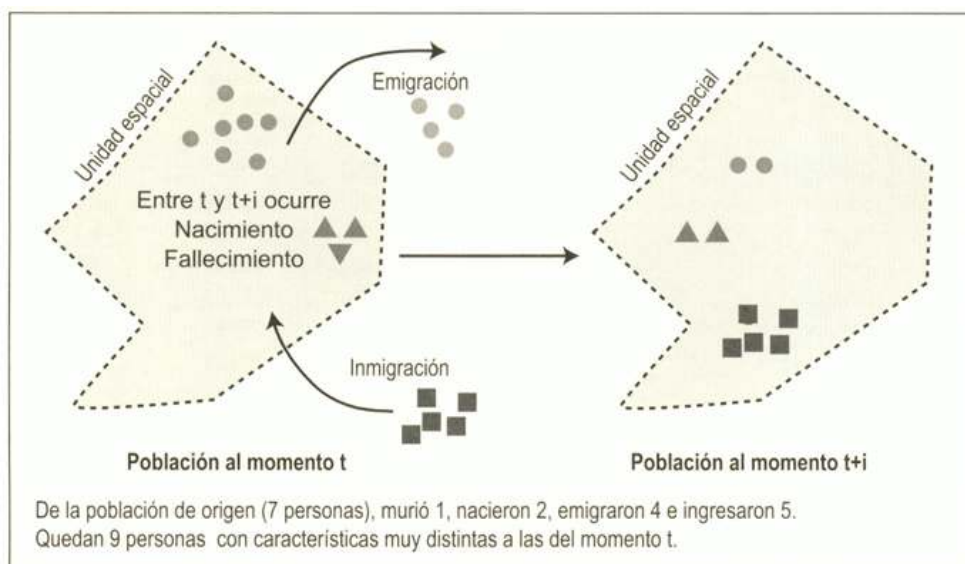 Unidad espacial
Emigración
Entre t y t+i ocurre
Nacimiento
Fallecimiento
Inmigración
Población al momento t
Unidad espacial
Población al momento t+i
De la población de origen (7 personas), murió 1, nacieron 2, emigraron 4 e ingresaron 5.
Quedan 9 personas con características muy distintas a las del momento t.